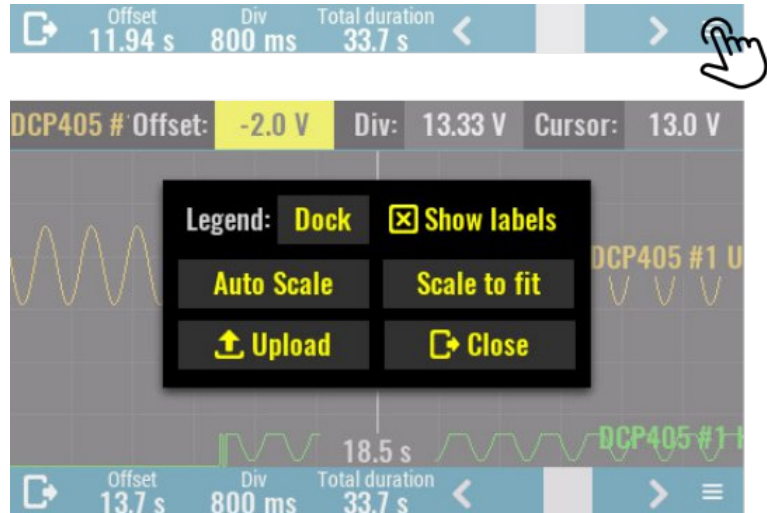 Offset Div Total duration
11.94 s 800 ms 33.7 s
DCP405 # Offset: -2.0 V Div: 13.33 V Cursor: 13.0 V
Legend: Dock Show labels
DCP405 #1 U
Auto Scale Scale to fit
Upload Close
DCP405 #1
18.5 s
Offset Div Total duration
13.7 s 800 ms 33.7 s